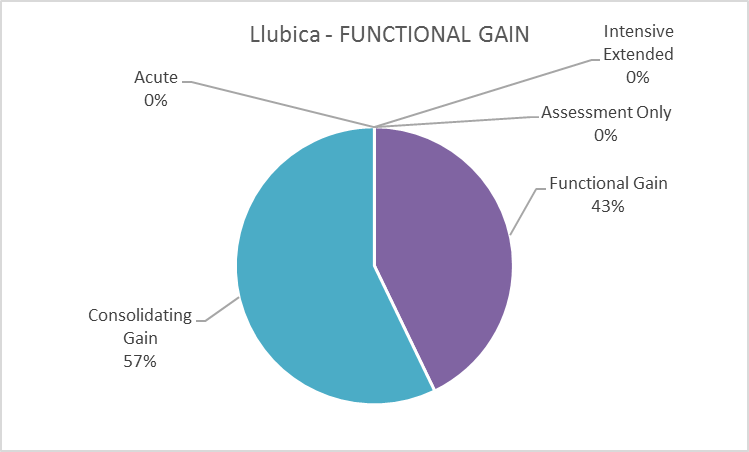 Llubica - FUNCTIONAL GAIN
Intensive
Extended
0%
Acute
0%
Assessment Only
0%
Functional Gain
43%
Consolidating
Gain
57%